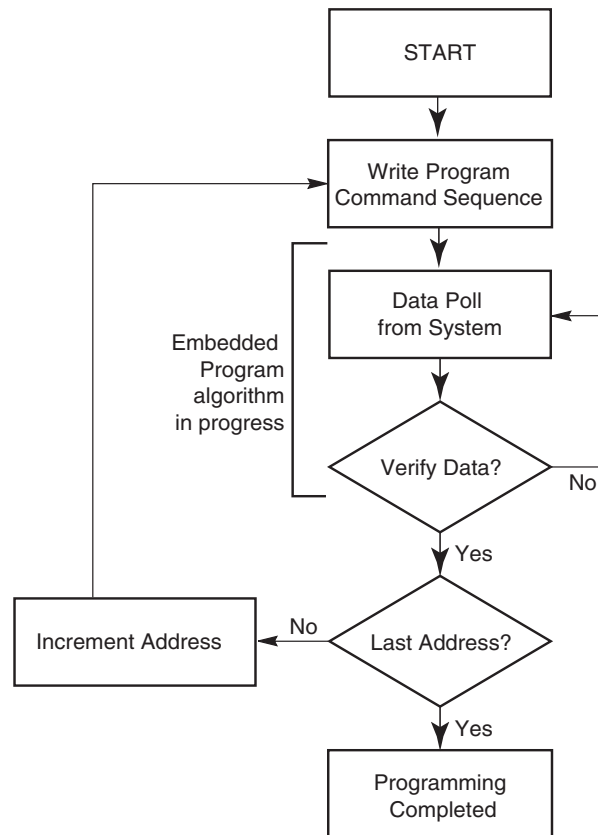 START
Write Program
Command Sequence
Data Poll
from System
Embedded
Program
algorithm
in progress
Verify Data?
No
Yes
Last Address?
No
Increment Address
Yes
Programming
Completed